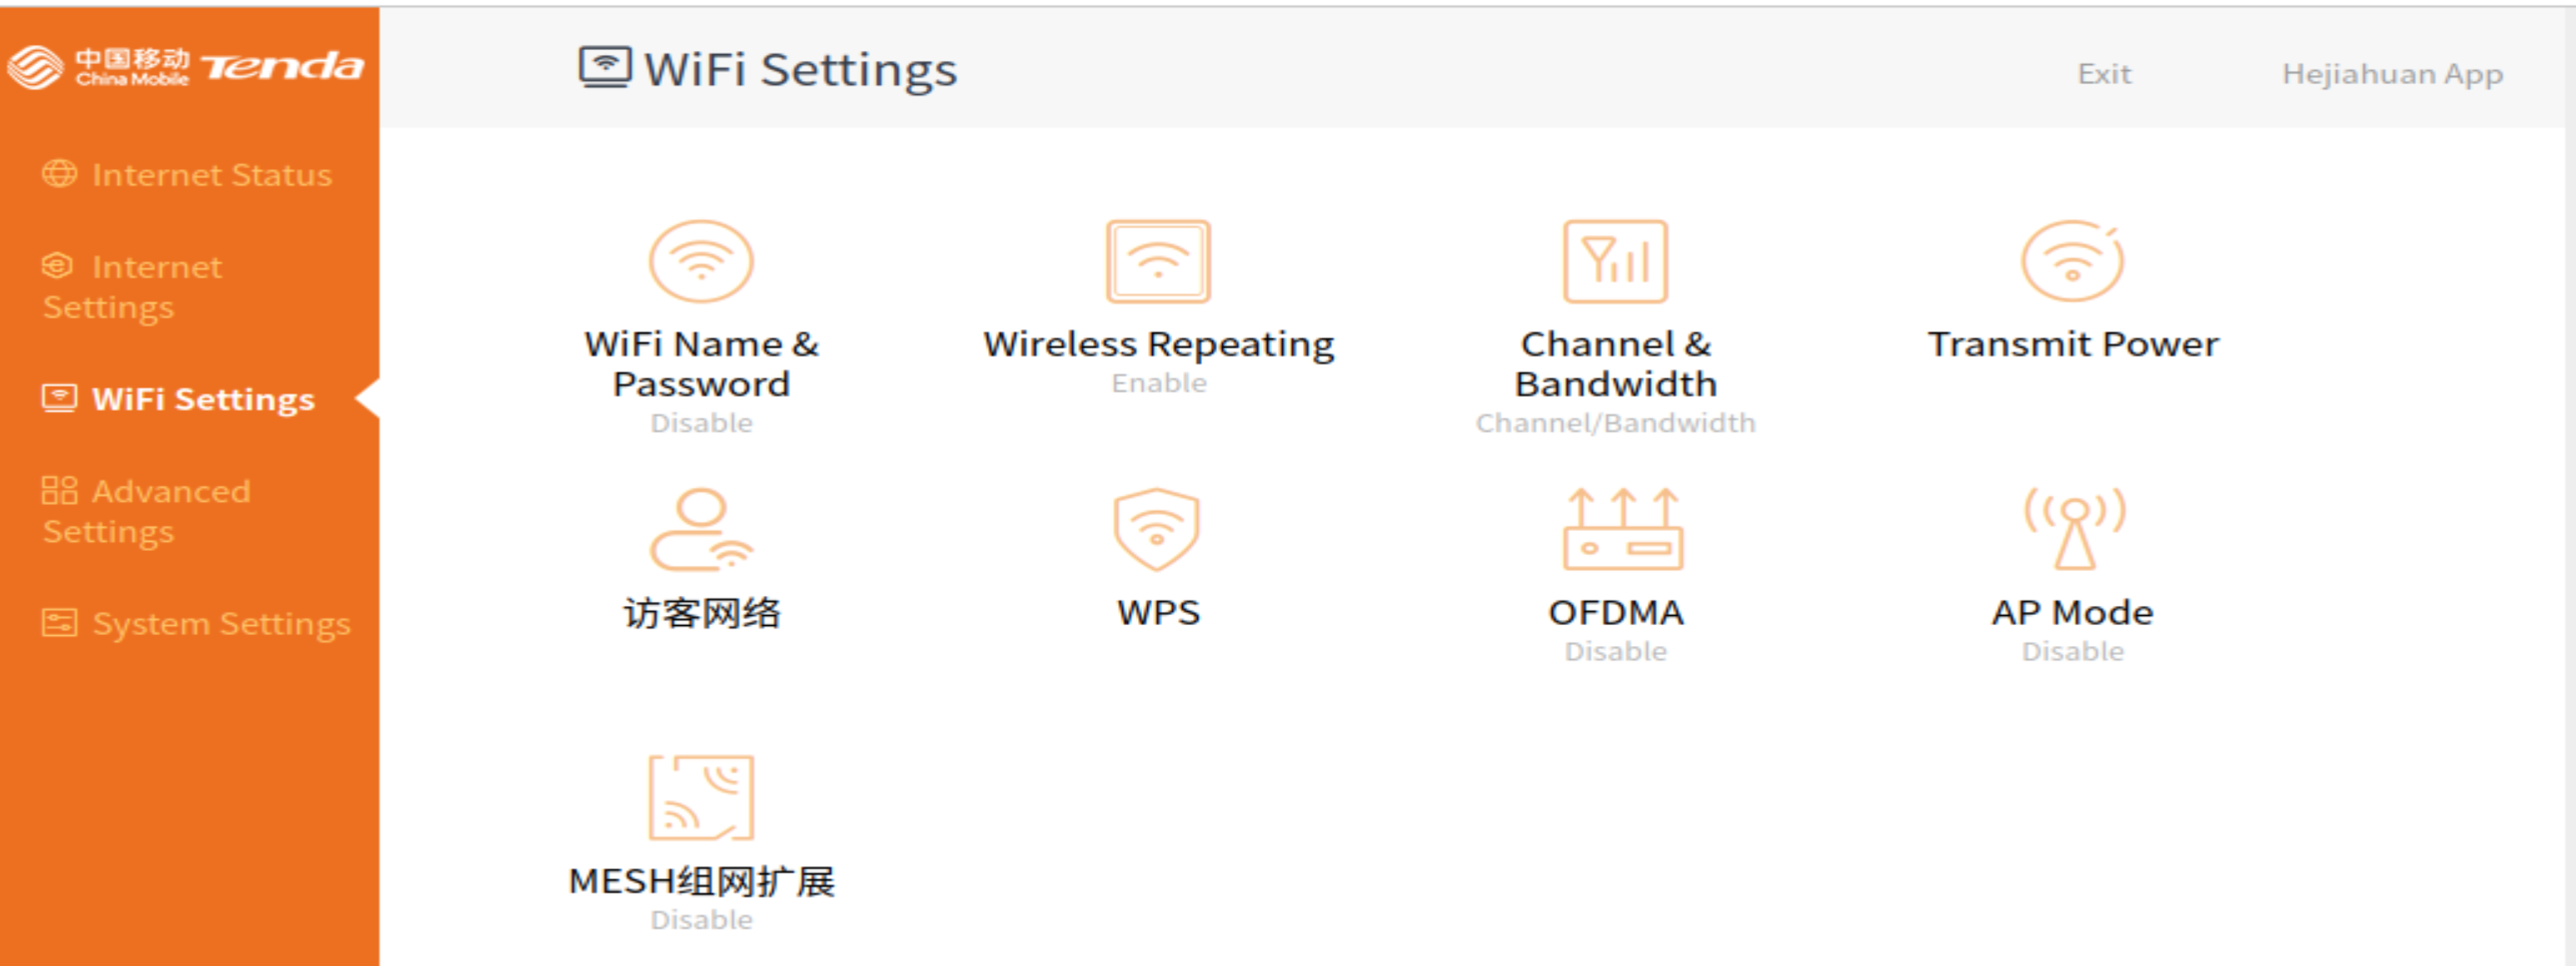 中国移动
China Mobile
Tenda
WiFi Settings
Exit
Hejiahuan App
Internet Status
Internet
Settings
WiFi Settings
Advanced
Settings
System Settings
WiFi Name &
Password
Disable
Wireless Repeating
Enable
Channel &
Bandwidth
Channel/Bandwidth
Transmit Power
访客网络
WPS
OFDMA
Disable
AP Mode
Disable
MESH组网扩展
Disable